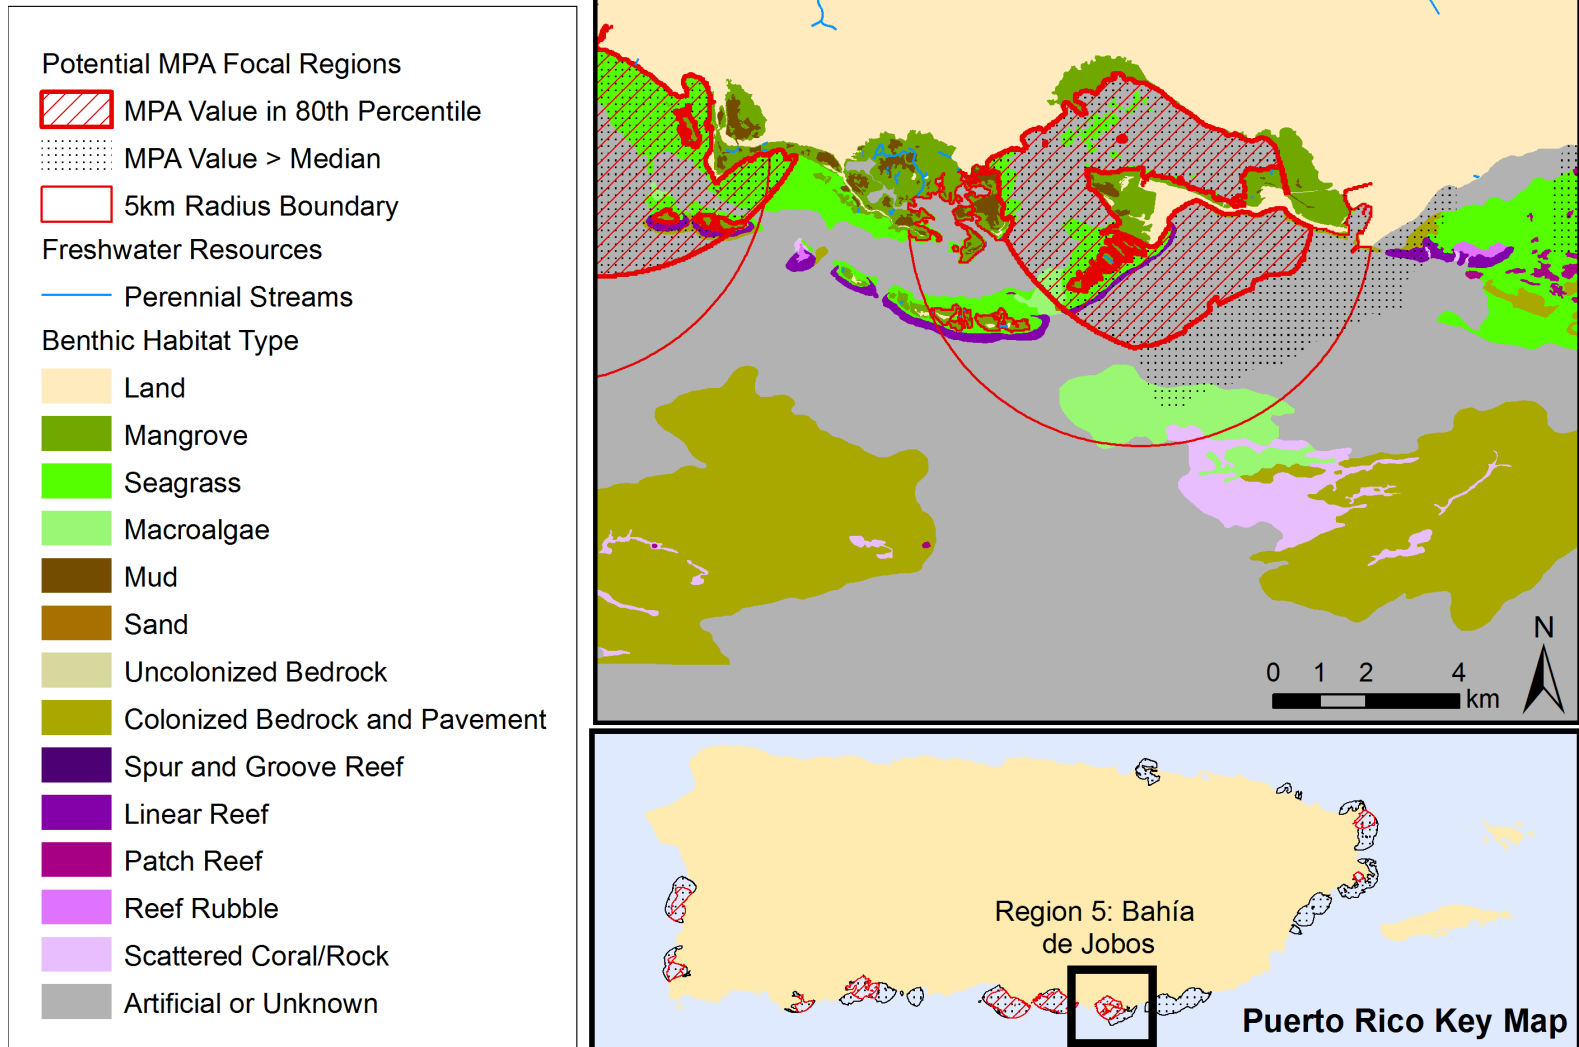 Potential MPA Focal Regions
MPA Value in 80th Percentile
MPA Value > Median
5km Radius Boundary
Freshwater Resources
Perennial Streams
Benthic Habitat Type
Land
Mangrove
Seagrass
Macroalgae
Mud
Sand
Uncolonized Bedrock
Colonized Bedrock and Pavement
Spur and Groove Reef
Linear Reef
Patch Reef
Reef Rubble
Scattered Coral/Rock
Artificial or Unknown
N
0 1 2 4
km
Region 5: Bahía
de Jobos
Puerto Rico Key Map